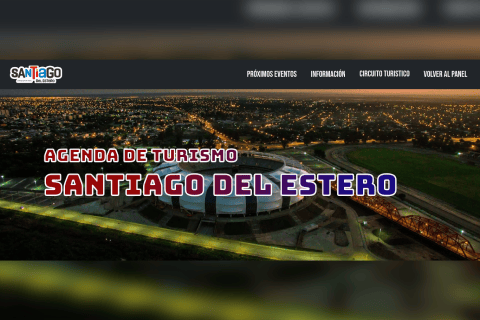 SANTIAGO
DEL ESTERO
PRÓXIMOS EVENTOS INFORMACIÓN CIRCUITO TURISTICO VOLVER AL PANEL
AGENDA DE TURISMO
SANTIAGO DEL ESTERO